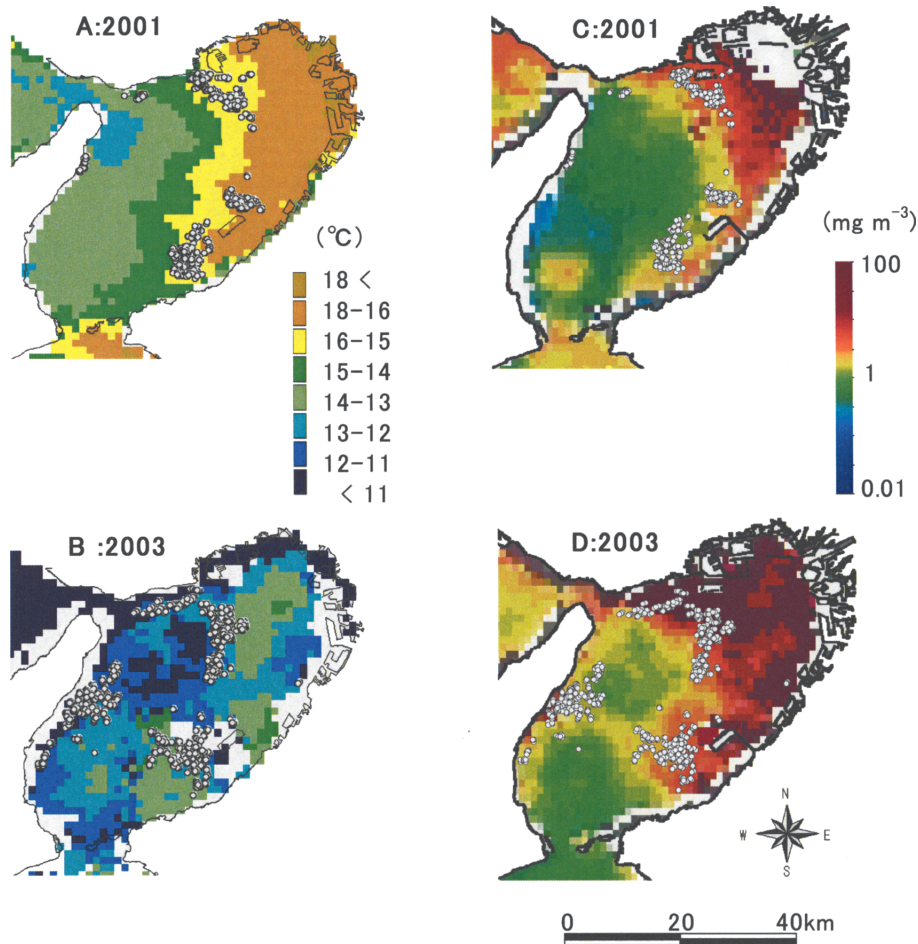 A:2001
C:2001
(℃)
18 <
18-16
16-15
15-14
14-13
13-12
12-11
< 11
(mg m⁻³)
100
1
0.01
B :2003
D:2003
N
W E
S
0 20 40km